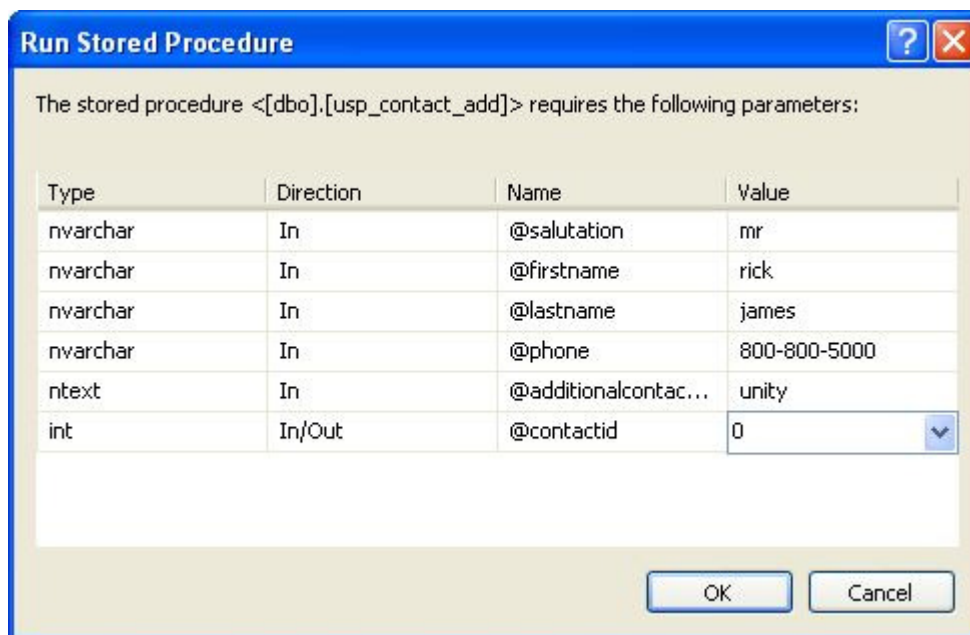 Run Stored Procedure
The stored procedure <[dbo].[usp_contact_add]> requires the following parameters:
Type Direction Name Value
nvarchar In @salutation mr
nvarchar In @firstname rick
nvarchar In @lastname james
nvarchar In @phone 800-800-5000
ntext In @additionalcontac... unity
int In/Out @contactid 0
OK Cancel